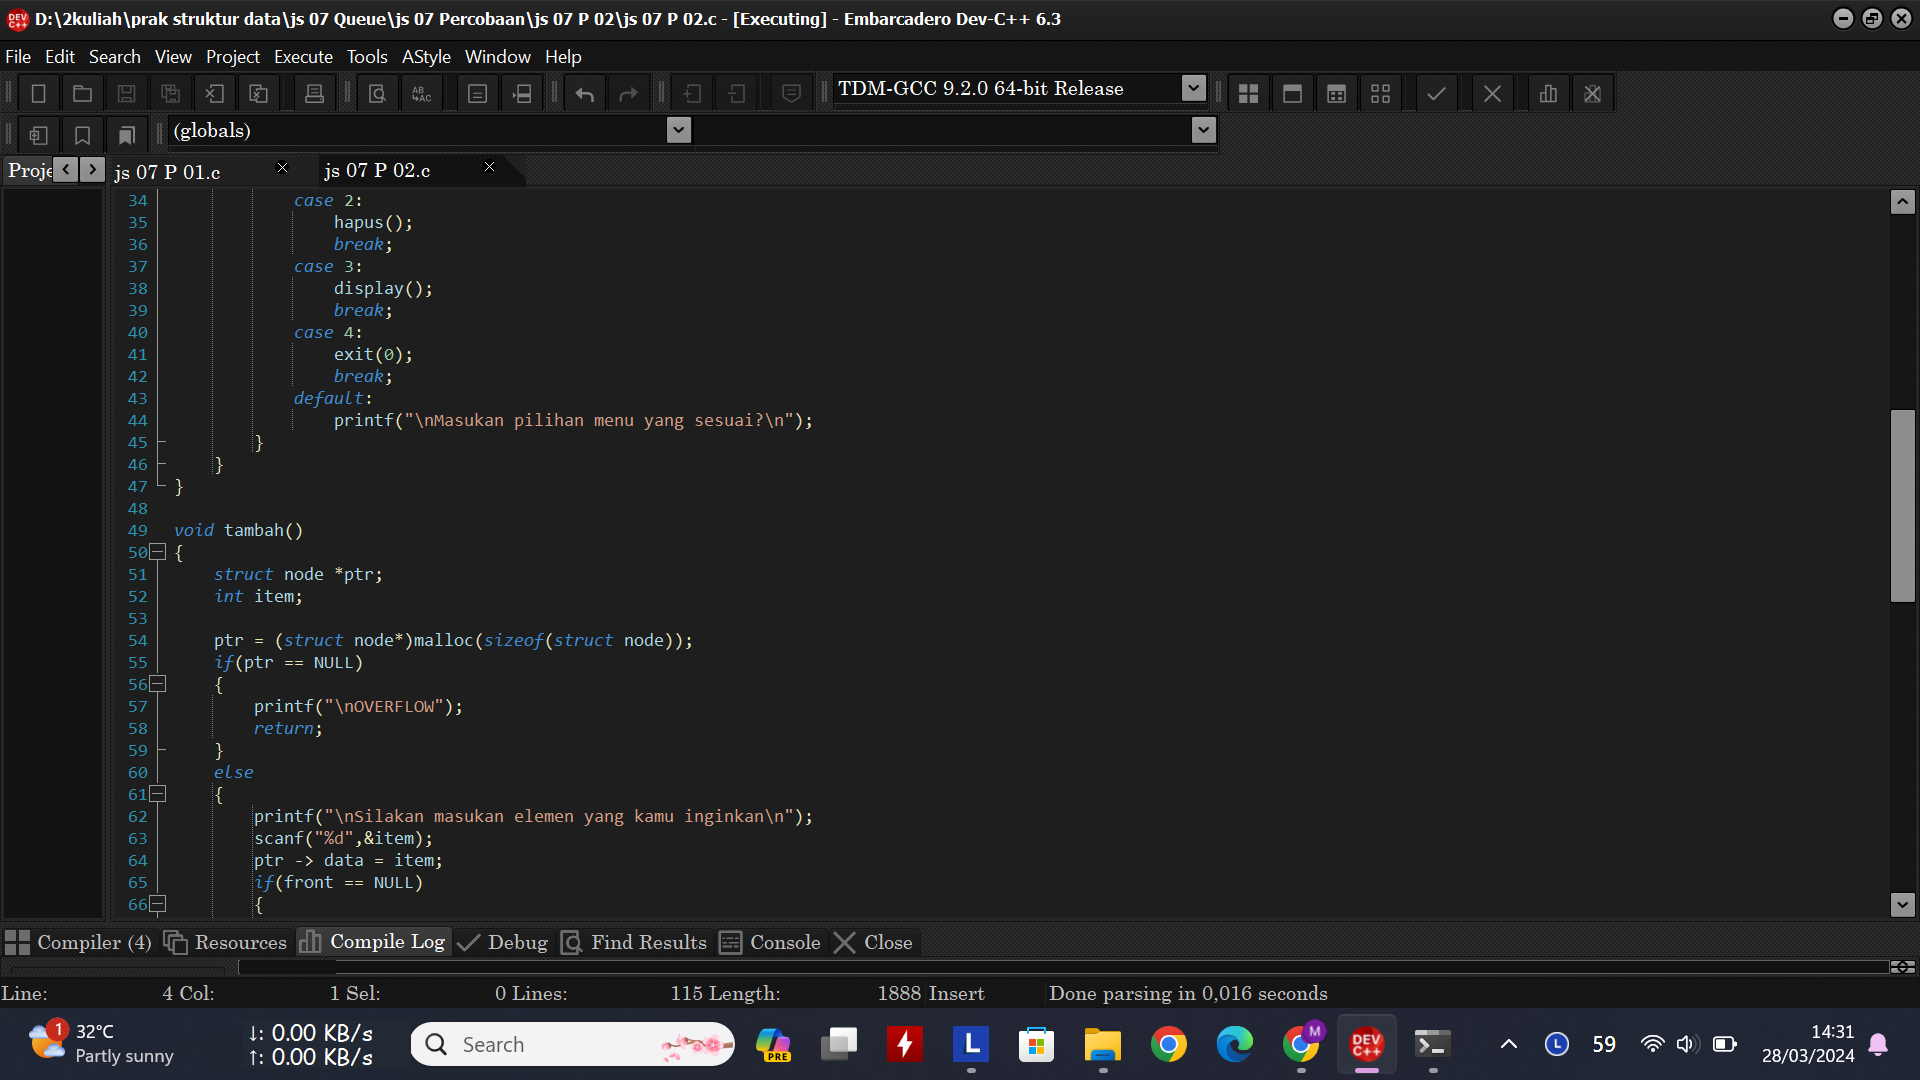 D:\2kuliah\prak struktur data\js 07 Queue\js 07 Percobaan\js 07 P 02\js 07 P 02.c - [Executing] - Embarcadero Dev-C++ 6.3
File Edit Search View Project Execute Tools AStyle Window Help
TDM-GCC 9.2.0 64-bit Release
(globals)
Proje js 07 P 01.c js 07 P 02.c
34 case 2:
35 hapus();
36 break;
37 case 3:
38 display();
39 break;
40 case 4:
41 exit(0);
42 break;
43 default:
44 printf("\nMasukan pilihan menu yang sesuai?\n");
45 }
46 }
47 }
48
49 void tambah()
50 {
51 struct node *ptr;
52 int item;
53
54 ptr = (struct node*)malloc(sizeof(struct node));
55 if(ptr == NULL)
56 {
57 printf("\nOVERFLOW");
58 return;
59 }
60 else
61 {
62 printf("\nSilakan masukan elemen yang kamu inginkan\n");
63 scanf("%d",&item);
64 ptr -> data = item;
65 if(front == NULL)
66 {
Compiler (4) Resources Compile Log Debug Find Results Console Close
Line: 4 Col: 1 Sel: 0 Lines: 115 Length: 1888 Insert Done parsing in 0,016 seconds
1 32°C
Partly sunny
↓: 0.00 KB/s
↑: 0.00 KB/s
Search
PRE
L
M
DEV C++
L
59
14:31
28/03/2024